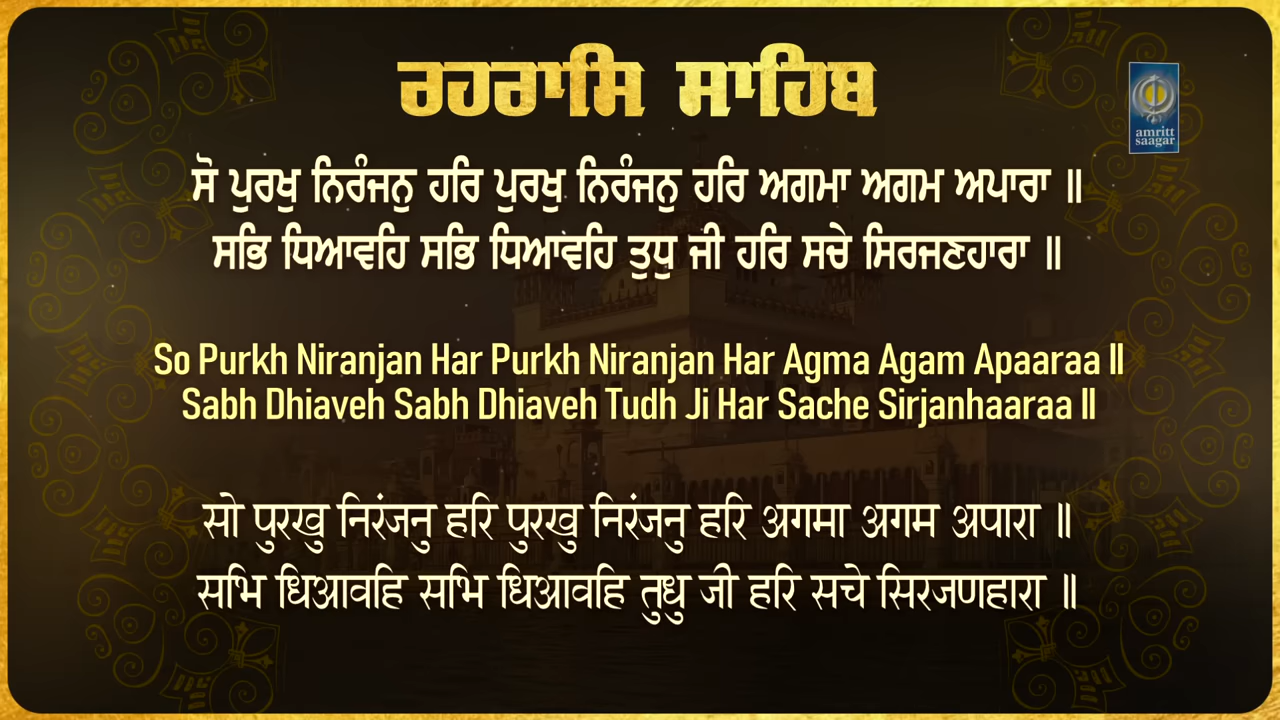 ਰਹਰਾਸਿ ਸਾਹਿਬ
amritt
saagar
ਸੋ ਪੁਰਖੁ ਨਿਰੰਜਨੁ ਹਰਿ ਪੁਰਖੁ ਨਿਰੰਜਨੁ ਹਰਿ ਅਗਮਾ ਅਗਮ ਅਪਾਰਾ ॥
ਸਭਿ ਧਿਆਵਹਿ ਸਭਿ ਧਿਆਵਹਿ ਤੁਧੁ ਜੀ ਹਰਿ ਸਚੇ ਸਿਰਜਣਹਾਰਾ ॥
So Purkh Niranjan Har Purkh Niranjan Har Agma Agam Apaaraa ॥
Sabh Dhiaveh Sabh Dhiaveh Tudh Ji Har Sache Sirjanhaaraa ॥
सो पुरखु निरंजनु हरि पुरखु निरंजनु हरि अगमा अगम अपारा ॥
सभि धिआवहि सभि धिआवहि तुधु जी हरि सचे सिरजणहारा ॥